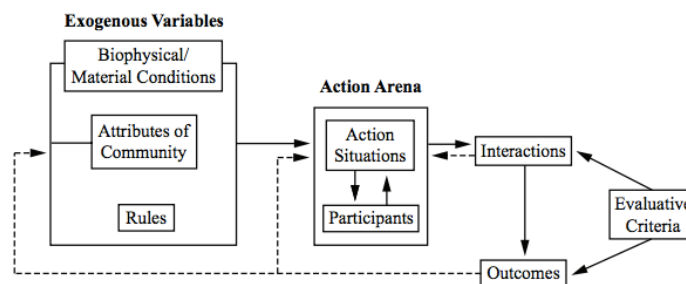 Exogenous Variables
Biophysical/
Material Conditions
Attributes of
Community
Rules
Action Arena
Action
Situations
Participants
Interactions
Evaluative
Criteria
Outcomes